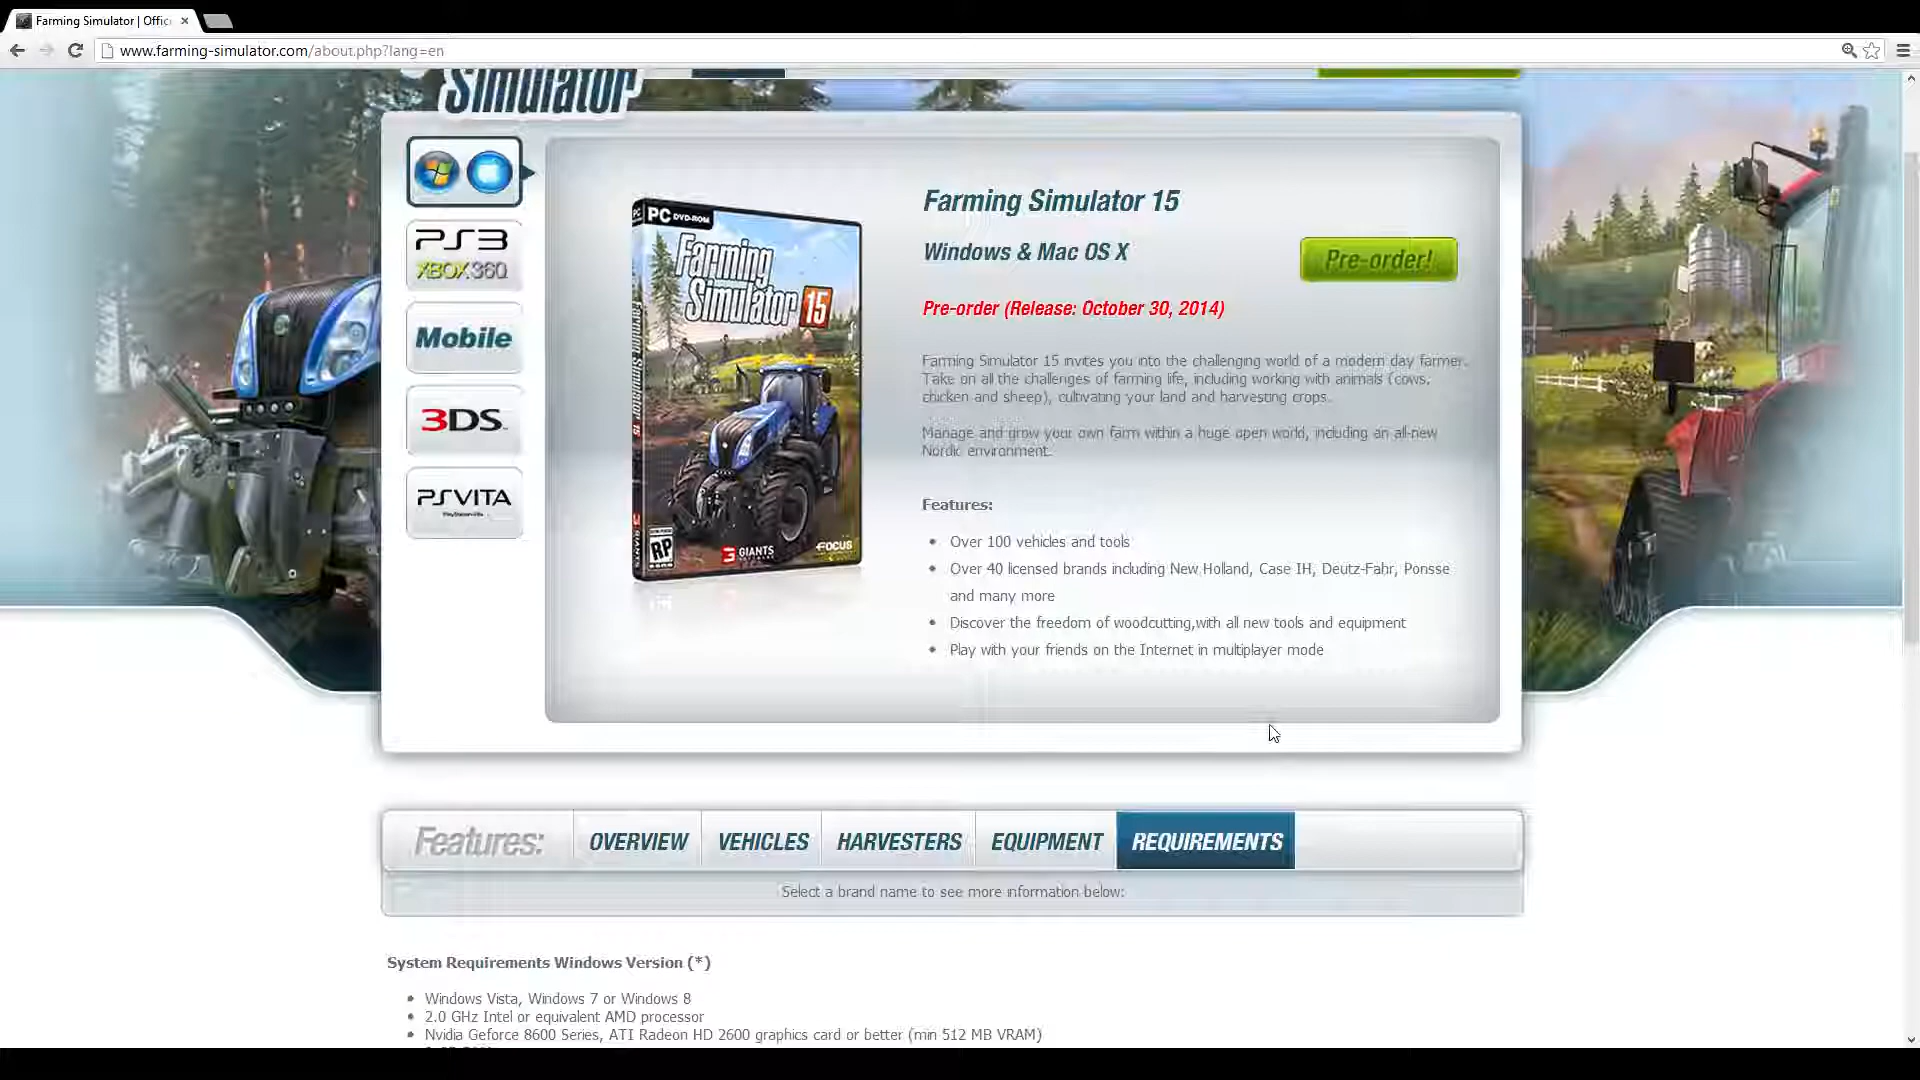 Farming Simulator | Offic
www.farming-simulator.com/about.php?lang=en
Simulator
PS3
XBOX360
Mobile
3DS
PSVITA
PC DVD-ROM
Farming
Simulator 15
Farming Simulator 15
RP
GIANTS
FOCUS
GIANTS
Farming Simulator 15
Windows & Mac OS X
Pre-order!
Pre-order (Release: October 30, 2014)
Farming Simulator 15 invites you into the challenging world of a modern day farmer.
Take on all the challenges of farming life, including working with animals (cows,
chicken and sheep), cultivating your land and harvesting crops.
Manage and grow your own farm within a huge open world, including an all-new
Nordic environment.
Features:
Over 100 vehicles and tools
Over 40 licensed brands including New Holland, Case IH, Deutz-Fahr, Ponsse
and many more
Discover the freedom of woodcutting,with all new tools and equipment
Play with your friends on the Internet in multiplayer mode
Features: OVERVIEW VEHICLES HARVESTERS EQUIPMENT REQUIREMENTS
Select a brand name to see more information below:
System Requirements Windows Version (*)
Windows Vista, Windows 7 or Windows 8
2.0 GHz Intel or equivalent AMD processor
Nvidia Geforce 8600 Series, ATI Radeon HD 2600 graphics card or better (min 512 MB VRAM)